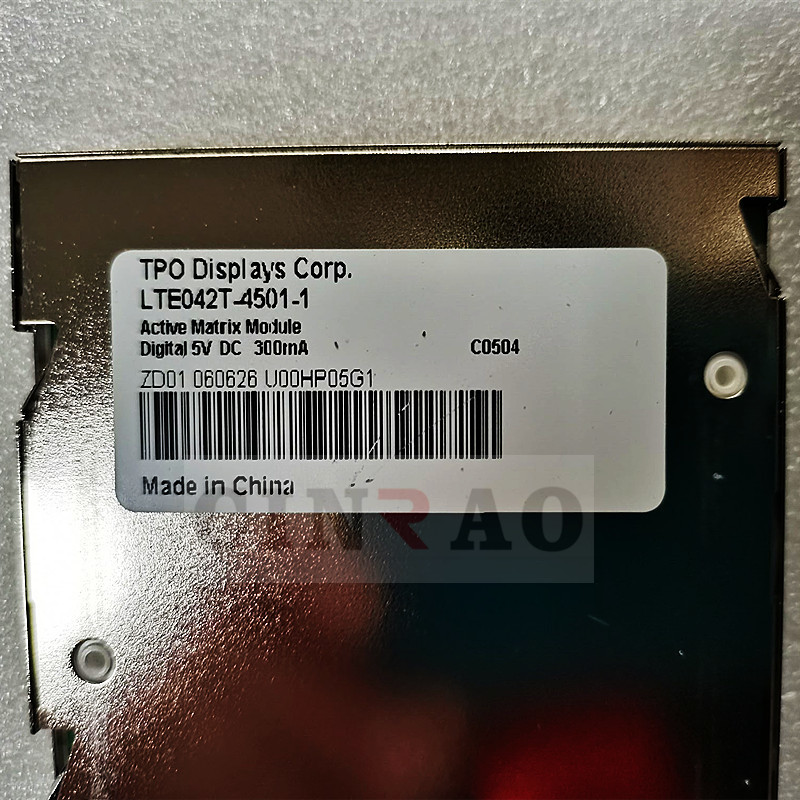 TPO Displays Corp.
LTE042T-4501-1
Active Matrix Module
Digital 5V DC 300mA C0504
ZD01 060626 U00HP05G1
Made in China
QINRAO